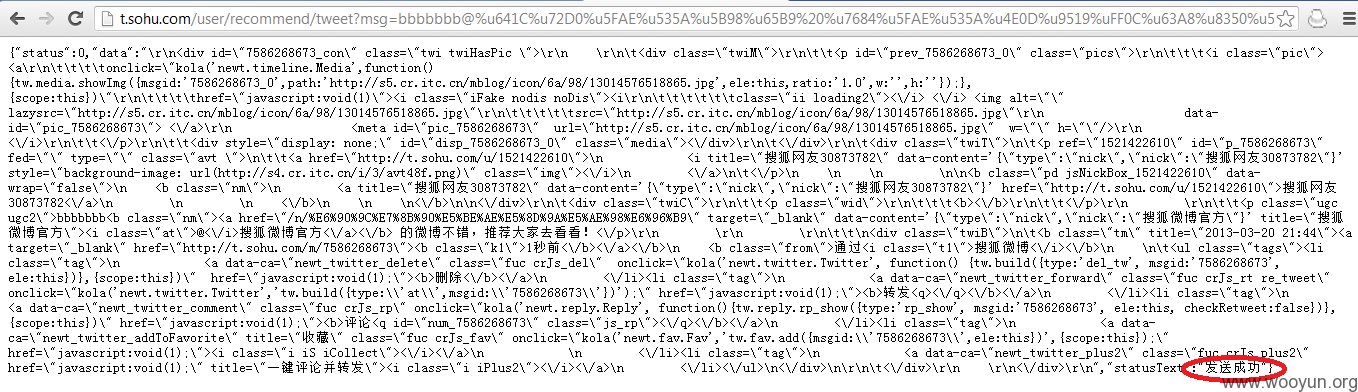 t.sohu.com/user/recommend/tweet?msg=bbbbbbb@%u641C%u72D0%u5FAE%u535A%u5B98%u65B9%20%u7684%u5FAE%u535A%u4E0D%u9519%uFF0C%u63A8%u8350%u5
{"status":0,"data":"\r\n<div id=\"7586268673_con\" class=\"twi twiHasPic \">\r\n    \r\n\t<div class=\"twiM\">\r\n\t\t\t<p id=\"prev_7586268673_0\" class=\"pics\">\r\n\t\t\t\t<i class=\"pic\">
<a\r\n\t\t\t\tonclick=\"kola('newt.timeline.Media',function()
{tw.media.showImg({msgid:'7586268673_0',path:'http://s5.cr.itc.cn/mblog/icon/6a/98/13014576518865.jpg',ele:this,ratio:'1.0',w:'',h:''});},
{scope:this})\"\r\n\t\t\t\t\thref=\"javascript:void(1)\"><i class=\"iFake nodis noDis\"><i\r\n\t\t\t\t\t\t\tclass=\"ii loading2\"><\/i> <\/i> <img alt=\"\"
lazysrc=\"http://s5.cr.itc.cn/mblog/icon/6a/98/13014576518865.jpg\"\r\n\t\t\t\t\t\tsrc=\"http://s5.cr.itc.cn/mblog/icon/6a/98/13014576518865.jpg\"\r\n data-
id=\"pic_7586268673\"> <\/a>\r\n <meta id=\"pic_7586268673\" url=\"http://s5.cr.itc.cn/mblog/icon/6a/98/13014576518865.jpg\" w=\"\" h=\"\"/>\r\n
<\/i>\r\n\t\t<\/p>\r\n\t\t\t<div style=\"display: none;\" id=\"disp_7586268673_0\" class=\"media\"><\/div>\r\n\t<\/div>\r\n\t<div class=\"twiT\">\n\t<p ref=\"1521422610\" id=\"p_7586268673\"
fed=\"\" type=\"\" class=\"avt \">\n\t\t<a href=\"http://t.sohu.com/u/1521422610\">\n <i title=\"搜狐网友30873782\" data-content='{\"type\":\"nick\",\"nick\":\"搜狐网友30873782\"}'
style=\"background-image: url(http://s4.cr.itc.cn/i/3/avt48f.png)\" class=\"img\"><\/i>\n <\/a>\n\t<\/p>\n \n \n\n<b class=\"pd jsNickBox_1521422610\" data-
wrap=\"false\">\n \n <b class=\"nm\">\n <a title=\"搜狐网友30873782\" data-content='{\"type\":\"nick\",\"nick\":\"搜狐网友30873782\"}' href=\"http://t.sohu.com/u/1521422610\">搜狐网友
30873782<\/a>\n \n <\/b>\n \n<\/b>\n\t\n<\/div>\r\n\t<div class=\"twiC\">\r\n\t\t<p class=\"wid\">\r\n\t\t\t<b><\/b>\r\n\t\t<\/p>\r\n \r\n\t\t<p class=\"ugc
ugc2\">bbbbbbb<b class=\"nm\"><a href=\"/n/%E6%90%9C%E7%8B%90%E5%BE%AE%E5%8D%9A%E5%AE%98%E6%96%B9\" target=\"_blank\" data-content='{\"type\":\"nick\",\"nick\":\"搜狐微博官方\"}' title=\"搜狐
微博官方\"><i class=\"at\">@<\/i>搜狐微博官方<\/a><\/b> 的微博不错，推荐大家去看看！<\/p>\r\n \r\n \r\n\t<\/div>\r\n\t\n<div class=\"twiB\">\n\t<b class=\"tm\" title=\"2013-03-20 21:44\"><a
target=\"_blank\" href=\"http://t.sohu.com/m/7586268673\"><b class=\"k1\">1秒前<\/b><\/a><\/b>\n <b class=\"from\">通过<i class=\"t1\">搜狐微博<\/i><\/b>\n \n\t<ul class=\"tags\"><li
class=\"tag\">\n <a data-ca=\"newt_twitter_delete\" class=\"fuc crJs_del\" onclick=\"kola('newt.twitter.Twitter', function() {tw.build({type:'del_tw', msgid:'7586268673',
ele:this})},{scope:this})\" href=\"javascript:void(1);\"><b>删除<\/b><\/a>\n <\/li><li class=\"tag\">\n <a data-ca=\"newt_twitter_forward\" class=\"fuc crJs_rt re_tweet\"
onclick=\"kola('newt.twitter.Twitter','tw.build({type:\\'at\\',msgid:\\'7586268673\\'})');\" href=\"javascript:void(1);\"><b>转发<q><\/q><\/b><\/a>\n <\/li><li class=\"tag\">\n
<a data-ca=\"newt_twitter_comment\" class=\"fuc crJs_rp\" onclick=\"kola('newt.reply.Reply', function(){tw.reply.rp_show({type:'rp_show', msgid:'7586268673', ele:this, checkRetweet:false})},
{scope:this})\" href=\"javascript:void(1);\"><b>评论<q id=\"num_7586268673\" class=\"js_rp\"><\/q><\/b><\/a>\n <\/li><li class=\"tag\">\n <a data-
ca=\"newt_twitter_addToFavorite\" title=\"收藏\" class=\"fuc crJs_fav\" onclick=\"kola('newt.fav.Fav','tw.fav.add({msgid:\\'7586268673\\',ele:this})',{scope:this});\"
href=\"javascript:void(1);\"><i class=\"i iS iCollect\"><\/i><\/a>\n \n <\/li><li class=\"tag\">\n <a data-ca=\"newt_twitter_plus2\" class=\"fuc crJs_plus2\"
href=\"javascript:void(1);\" title=\"一键评论并转发\"><i class=\"i iPlus2\"><\/i><\/a>\n <\/li><\/ul>\n<\/div>\n\t\t\r\n<\/div>\r\n \r\n<\/div>\r\n","statusText":"发送成功"}
www.wooyun.org